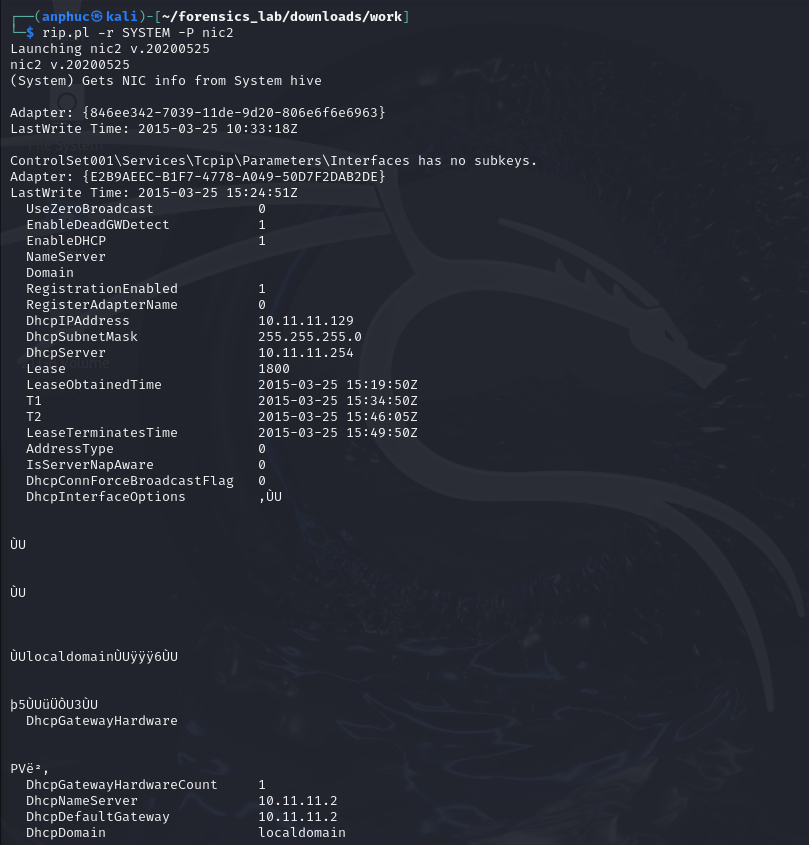 ┌──(anphuc㉿kali)-[~/forensics_lab/downloads/work]
└─$ rip.pl -r SYSTEM -P nic2
Launching nic2 v.20200525
nic2 v.20200525
(System) Gets NIC info from System hive
Adapter: {846ee342-7039-11de-9d20-806e6f6e6963}
LastWrite Time: 2015-03-25 10:33:18Z
ControlSet001\Services\Tcpip\Parameters\Interfaces has no subkeys.
Adapter: {E2B9AEEC-B1F7-4778-A049-50D7F2DAB2DE}
LastWrite Time: 2015-03-25 15:24:51Z
UseZeroBroadcast 0
EnableDeadGWDetect 1
EnableDHCP 1
NameServer
Domain
RegistrationEnabled 1
RegisterAdapterName 0
DhcpIPAddress 10.11.11.129
DhcpSubnetMask 255.255.255.0
DhcpServer 10.11.11.254
Lease 1800
LeaseObtainedTime 2015-03-25 15:19:50Z
T1 2015-03-25 15:34:50Z
T2 2015-03-25 15:46:05Z
LeaseTerminatesTime 2015-03-25 15:49:50Z
AddressType 0
IsServerNapAware 0
DhcpConnForceBroadcastFlag 0
DhcpInterfaceOptions ,ÙU
ÙU
ÙU
ÙUlocaldomainÙUÿÿÿ6ÙU
þ5ÙUüÜÒU3ÙU
DhcpGatewayHardware
PVë²,
DhcpGatewayHardwareCount 1
DhcpNameServer 10.11.11.2
DhcpDefaultGateway 10.11.11.2
DhcpDomain localdomain